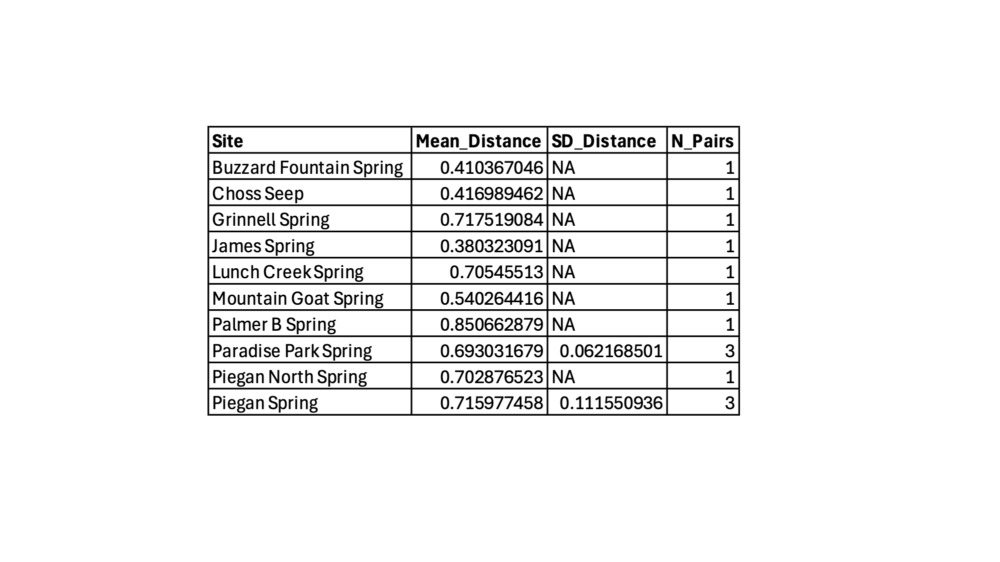 Site Mean_Distance SD_Distance N_Pairs
Buzzard Fountain Spring 0.410367046 NA 1
Choss Seep 0.416989462 NA 1
Grinnell Spring 0.717519084 NA 1
James Spring 0.380323091 NA 1
Lunch Creek Spring 0.70545513 NA 1
Mountain Goat Spring 0.540264416 NA 1
Palmer B Spring 0.850662879 NA 1
Paradise Park Spring 0.693031679 0.062168501 3
Piegan North Spring 0.702876523 NA 1
Piegan Spring 0.715977458 0.111550936 3